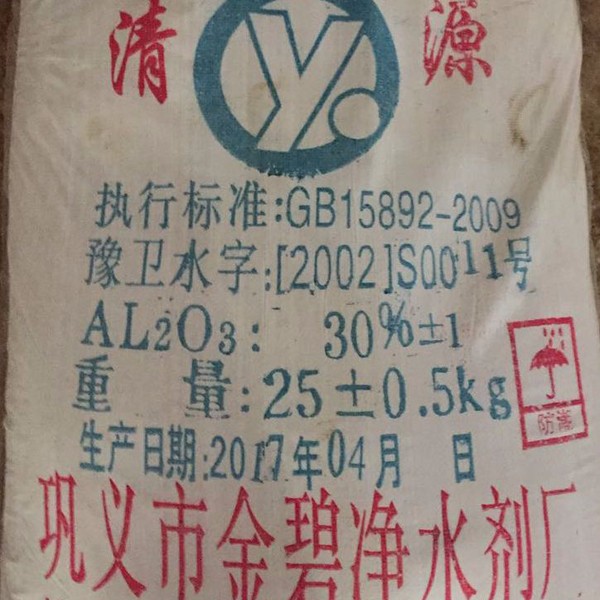 清 源
执行标准:GB15892-2009
豫卫水字:[2002]S0011号
AL2O3: 30%±1
重 量:25±0.5kg
防潮
生产日期:2017年04月 日
巩义市金碧净水剂厂